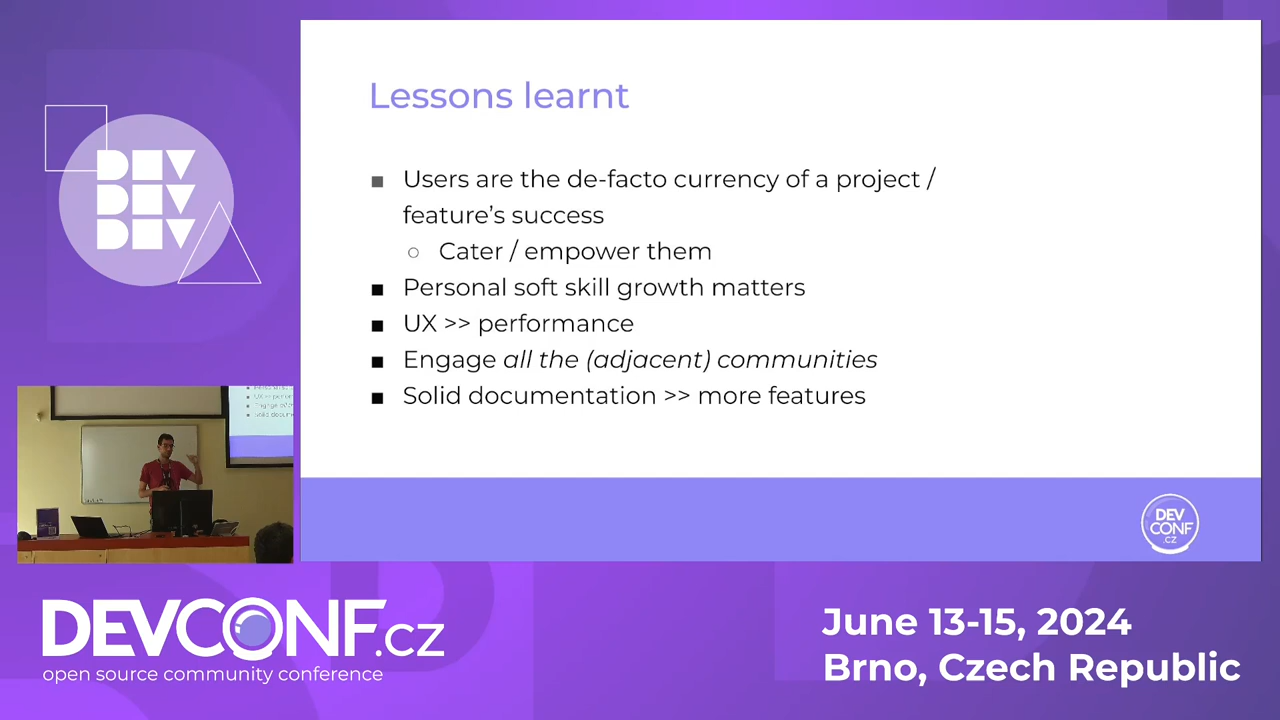 Lessons learnt
■ Users are the de-facto currency of a project /
feature's success
○ Cater / empower them
■ Personal soft skill growth matters
■ UX >> performance
■ Engage all the (adjacent) communities
■ Solid documentation >> more features
DEV
CONF
.CZ
DEV
DEV
DEV
DEVCONF.cz
open source community conference
June 13-15, 2024
Brno, Czech Republic